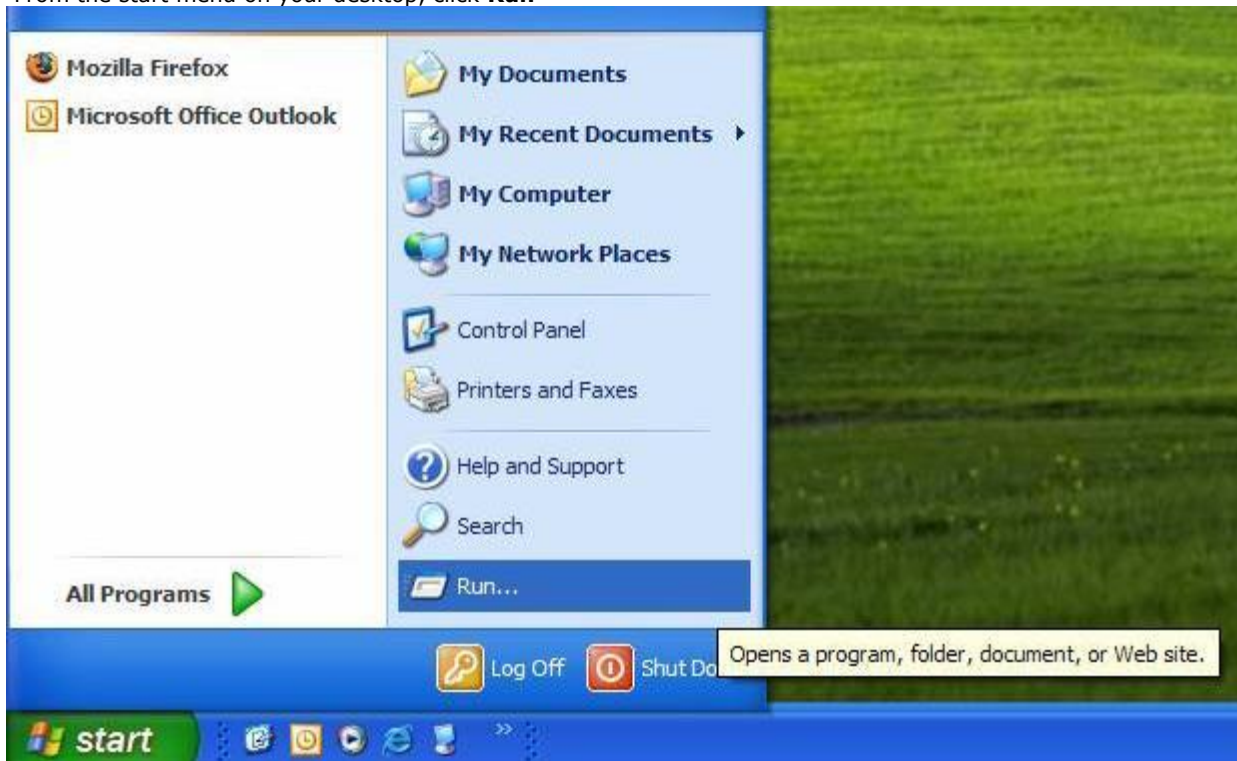 From the start menu on your desktop, click Run
Mozilla Firefox
Microsoft Office Outlook
All Programs
My Documents
My Recent Documents
My Computer
My Network Places
Control Panel
Printers and Faxes
Help and Support
Search
Run...
Log Off
Shut Do
Opens a program, folder, document, or Web site.
start